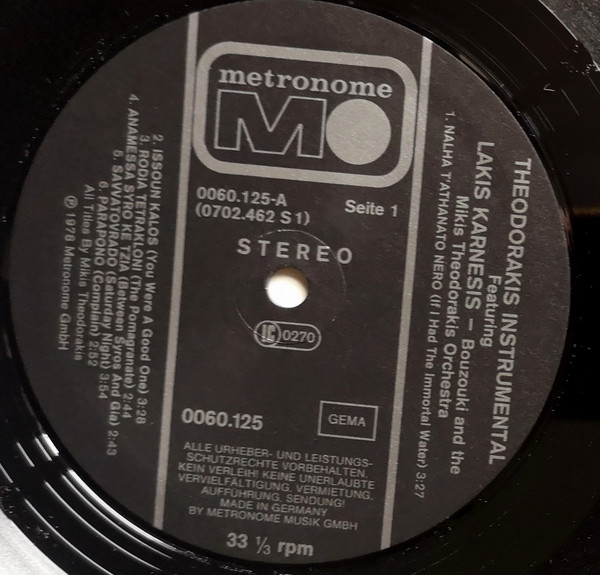 metronome
0060.125-A
(0702.462 S 1)
Seite 1
STEREO
THEODORAKIS INSTRUMENTAL
Featuring
LAKIS KARNESIS – Bouzouki and the
Mikis Theodorakis Orchestra
1. NALHA T'ATHANATO NERO (If I Had The Immortal Water) 3:27
2. ISSOUN KALOS (You Were A Good One) 3:28
3. RODIA TETRAKLONI (The Pomegranate) 2:44
4. ANAMESSA SYRO KE TZIA (Between Syros And Gia) 2:43
5. SAVVATOVRADO (Saturday Night) 3:54
6. PARAPONO (Complain) 2:52
All Titles By Mikis Theodorakis
℗ 1978 Metronome GmbH
LC 0270
0060.125
GEMA
ALLE URHEBER- UND LEISTUNGS-
SCHUTZRECHTE VORBEHALTEN.
KEIN VERLEIH! KEINE UNERLAUBTE
VERVIELFÄLTIGUNG, VERMIETUNG,
AUFFÜHRUNG, SENDUNG!
MADE IN GERMANY
BY METRONOME MUSIK GMBH
33 ⅓ rpm